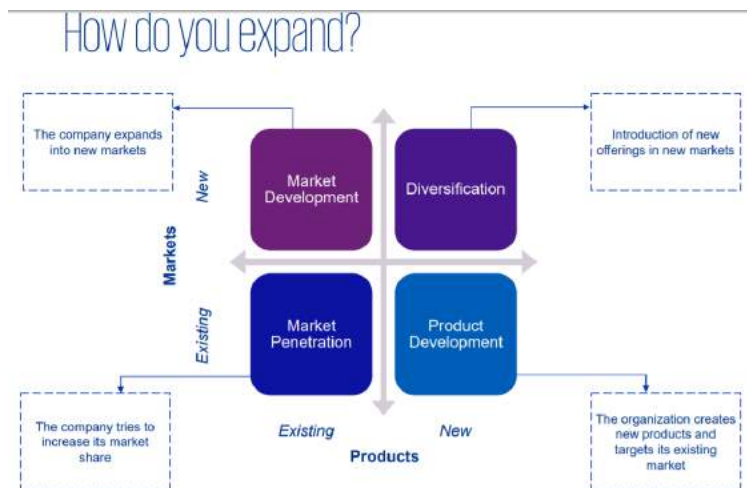 How do you expand?
The company expands
into new markets
Introduction of new
offerings in new markets
New
Market
Development
Diversification
Markets
Existing
Market
Penetration
Product
Development
The company tries to
increase its market
share
Existing
New
Products
The organization creates
new products and
targets its existing
market